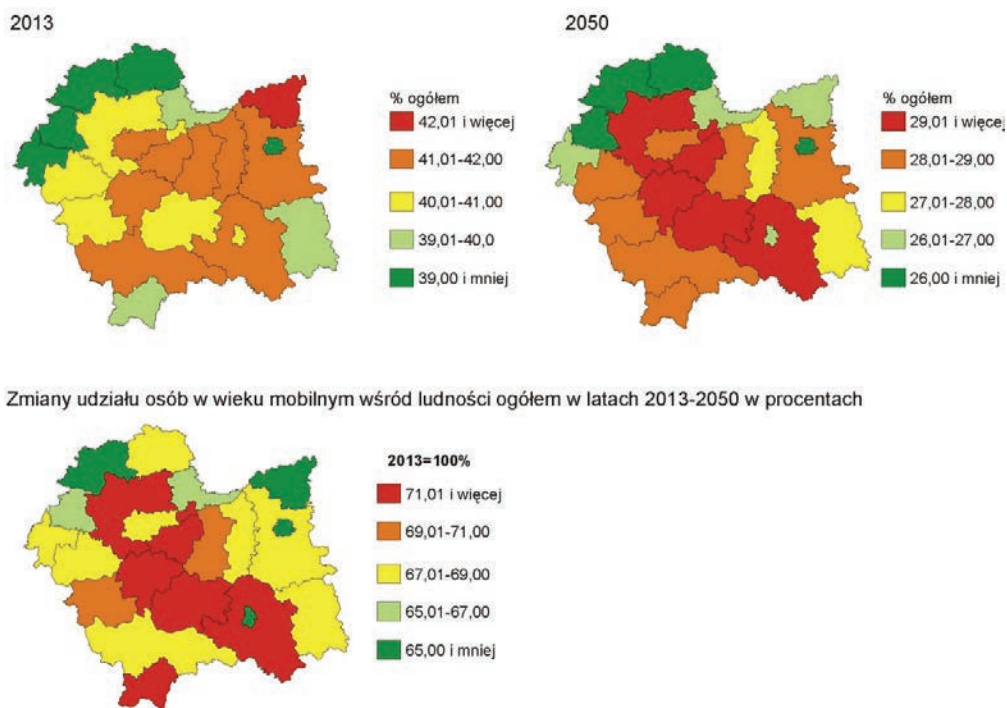 2013
% ogółem
42,01 i więcej
41,01-42,00
40,01-41,00
39,01-40,0
39,00 i mniej
2050
% ogółem
29,01 i więcej
28,01-29,00
27,01-28,00
26,01-27,00
26,00 i mniej
Zmiany udziału osób w wieku mobilnym wśród ludności ogółem w latach 2013-2050 w procentach
2013=100%
71,01 i więcej
69,01-71,00
67,01-69,00
65,01-67,00
65,00 i mniej